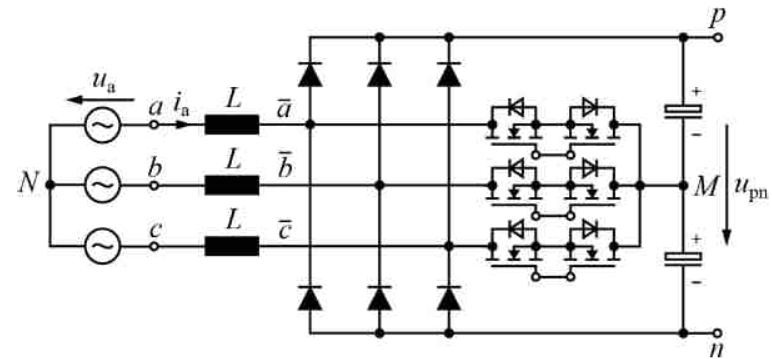 p
u_a
a i_a L a̅ +
−
b L b̅
N M u_pn
c L c̅ +
−
n